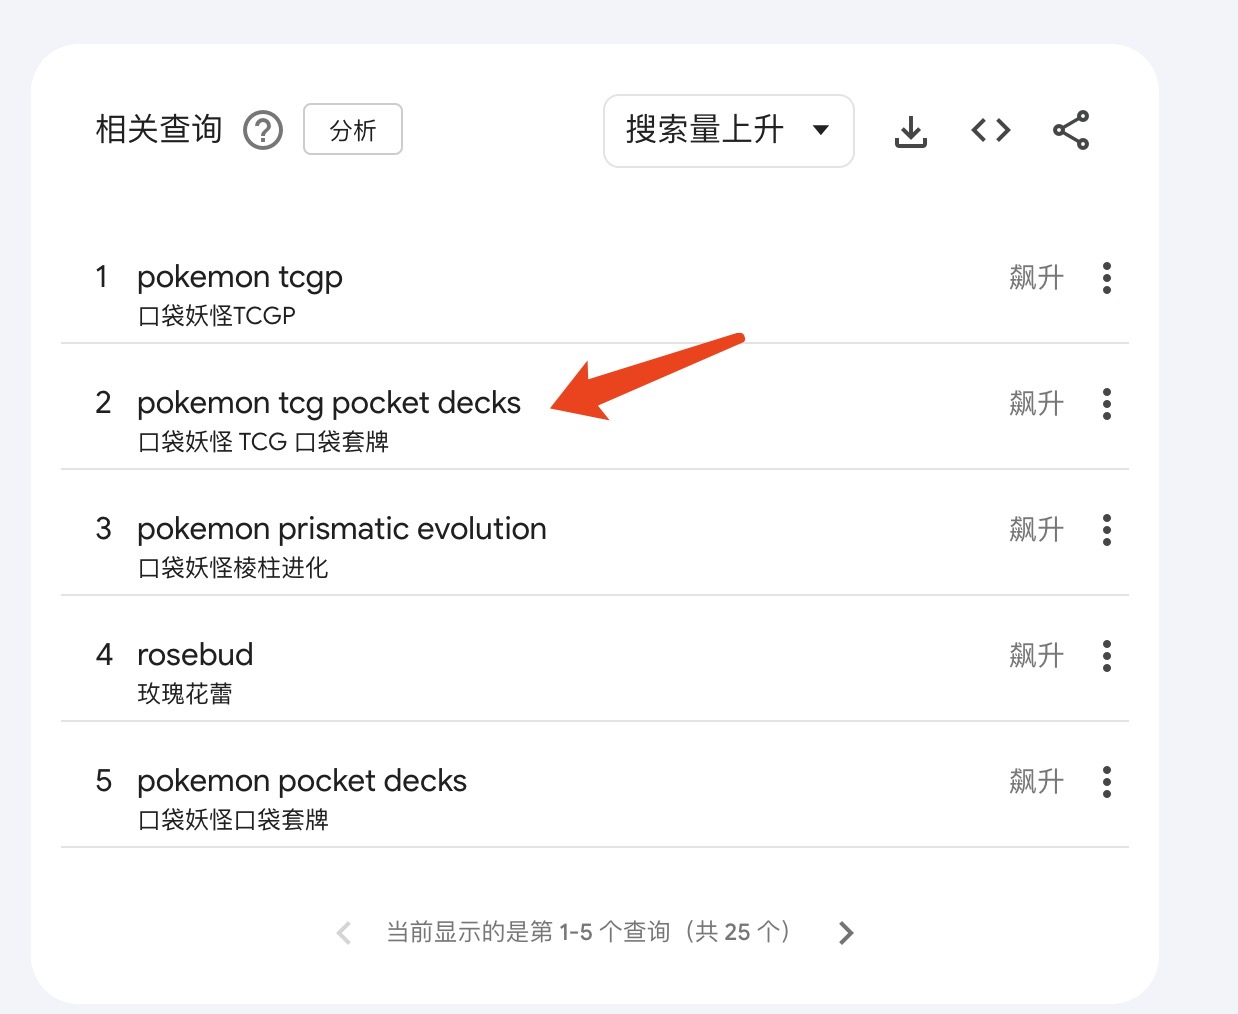 相关查询 分析 搜索量上升
1 pokemon tcgp 飙升
口袋妖怪TCGP
2 pokemon tcg pocket decks 飙升
口袋妖怪 TCG 口袋套牌
3 pokemon prismatic evolution 飙升
口袋妖怪棱柱进化
4 rosebud 飙升
玫瑰花蕾
5 pokemon pocket decks 飙升
口袋妖怪口袋套牌
当前显示的是第 1-5 个查询（共 25 个）